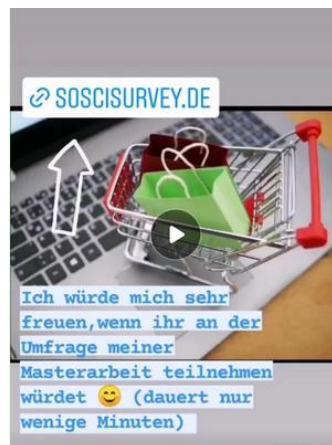 SOSCISURVEY.DE
Ich würde mich sehr
freuen,wenn ihr an der
Umfrage meiner
Masterarbeit teilnehmen
würdet 😊 (dauert nur
wenige Minuten)